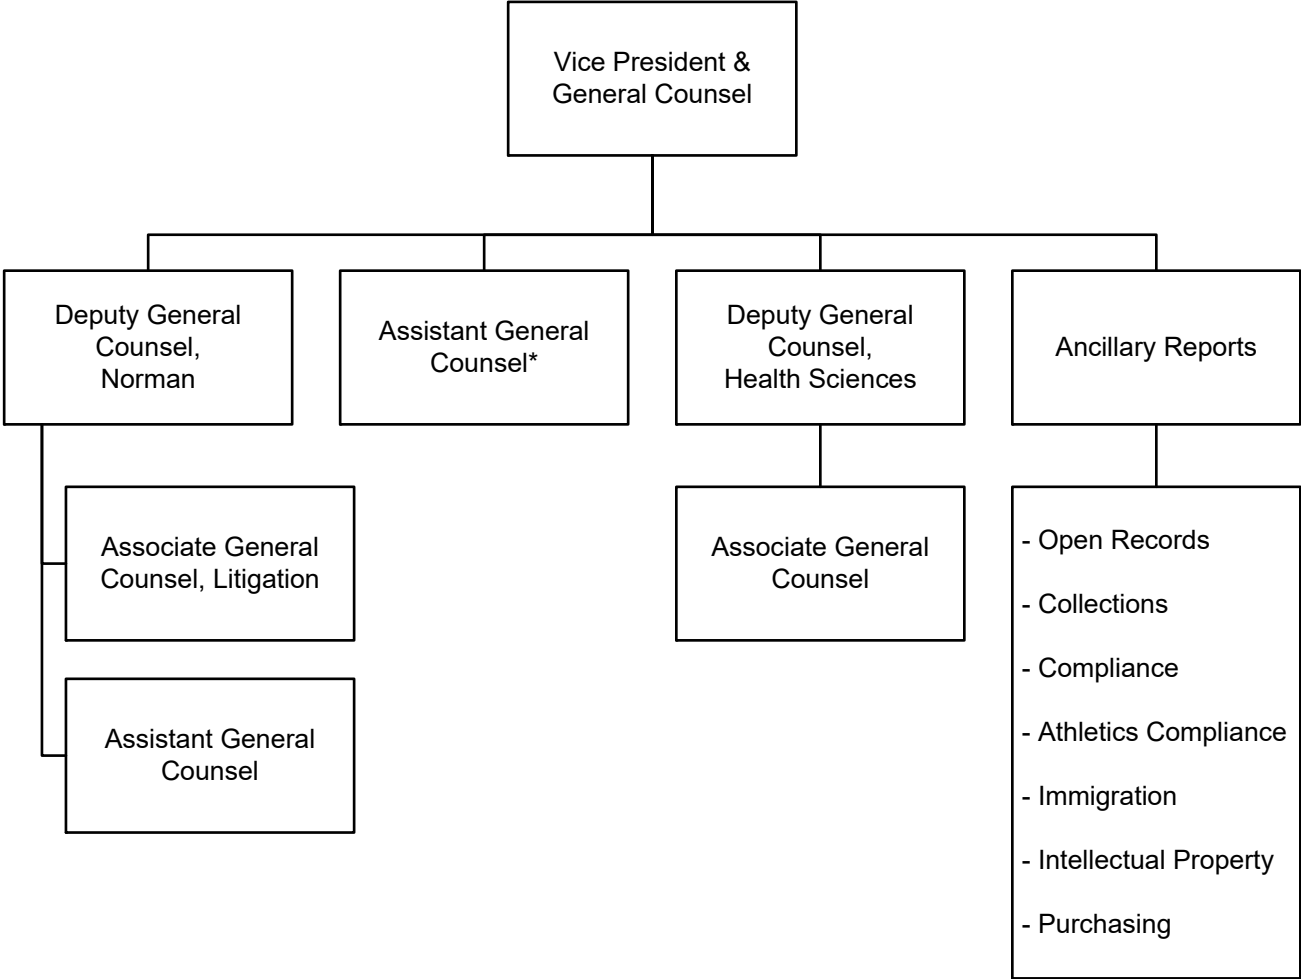 Vice President &
General Counsel
Deputy General
Counsel,
Norman
Assistant General
Counsel*
Deputy General
Counsel,
Health Sciences
Ancillary Reports
Associate General
Counsel, Litigation
Assistant General
Counsel
Associate General
Counsel
- Open Records
- Collections
- Compliance
- Athletics Compliance
- Immigration
- Intellectual Property
- Purchasing